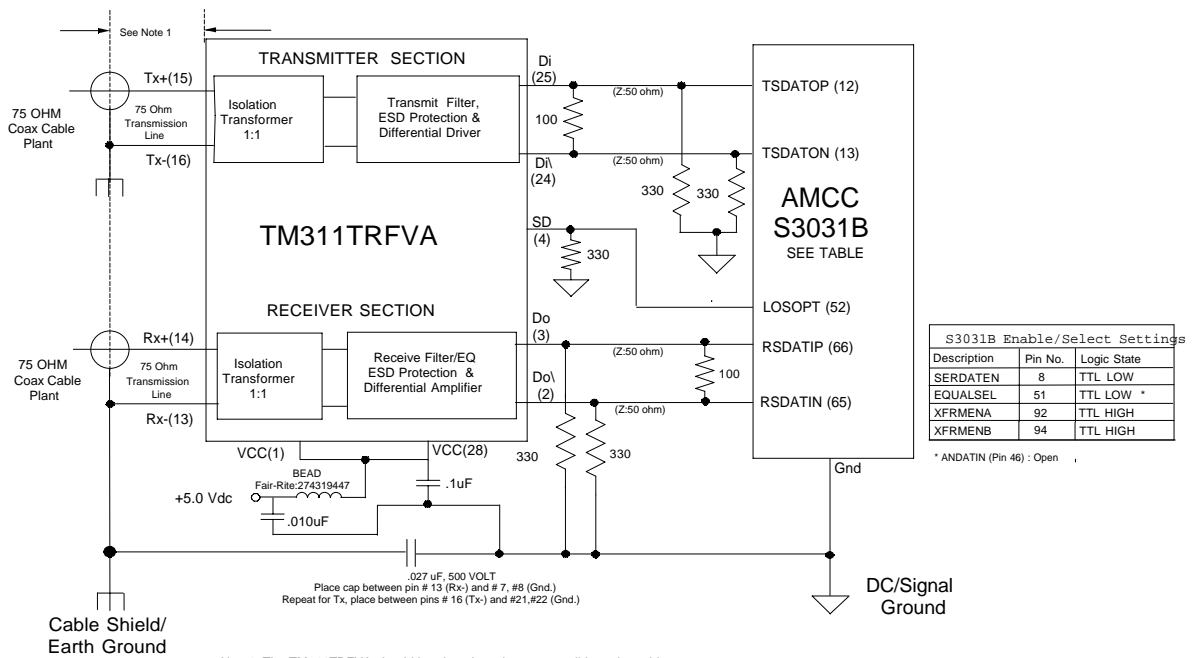 See Note 1
TRANSMITTER SECTION
Di
(25)
Tx+(15)
TSDATOP (12)
(Z:50 ohm)
75 OHM
Coax Cable
Plant
75 Ohm
Transmission
Line
Isolation
Transformer
1:1
Transmit Filter,
ESD Protection &
Differential Driver
100
Tx-(16)
Di\
(24)
(Z:50 ohm)
TSDATON (13)
330
330
AMCC
S3031B
SEE TABLE
TM311TRFVA
SD
(4)
330
LOSOPT (52)
RECEIVER SECTION
Do
(3)
Rx+(14)
(Z:50 ohm)
RSDATIP (66)
75 OHM
Coax Cable
Plant
75 Ohm
Transmission
Line
Isolation
Transformer
1:1
Receive Filter/EQ
ESD Protection &
Differential Amplifier
100
Rx-(13)
Do\
(2)
(Z:50 ohm)
RSDATIN (65)
S3031B Enable/Select Settings
Description Pin No. Logic State
SERDATEN 8 TTL LOW
EQUALSEL 51 TTL LOW *
XFRMENA 92 TTL HIGH
XFRMENB 94 TTL HIGH
* ANDATIN (Pin 46) : Open
VCC(1)
VCC(28)
330
330
Gnd
BEAD
Fair-Rite:274319447
+5.0 Vdc
.1uF
.010uF
.027 uF, 500 VOLT
Place cap between pin # 13 (Rx-) and # 7, #8 (Gnd.)
Repeat for Tx, place between pins # 16 (Tx-) and #21,#22 (Gnd.)
DC/Signal
Ground
Cable Shield/
Earth Ground